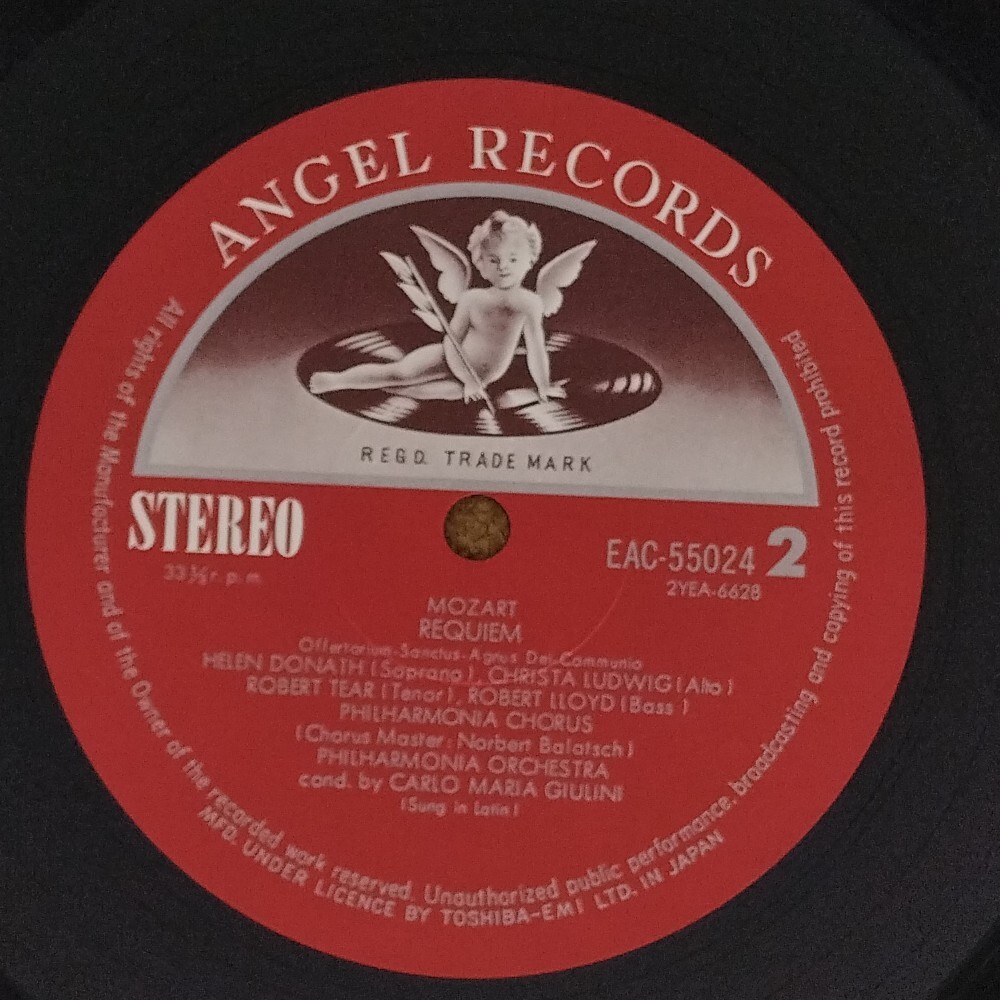 ANGEL RECORDS
REGD. TRADE MARK
STEREO
33 1/3 r. p. m.
EAC-55024 2
2YEA-6628
MOZART
REQUIEM
Offertorium-Sanctus-Agnus Dei-Communio
HELEN DONATH (Soprano), CHRISTA LUDWIG (Alto)
ROBERT TEAR (Tenor), ROBERT LLOYD (Bass)
PHILHARMONIA CHORUS
(Chorus Master: Norbert Balatsch)
PHILHARMONIA ORCHESTRA
cond. by CARLO MARIA GIULINI
(Sung in Latin)
All rights of the Manufacturer and of the Owner of the recorded work reserved. Unauthorized public performance, broadcasting and copying of this record prohibited
MFD. UNDER LICENCE BY TOSHIBA-EMI LTD. IN JAPAN